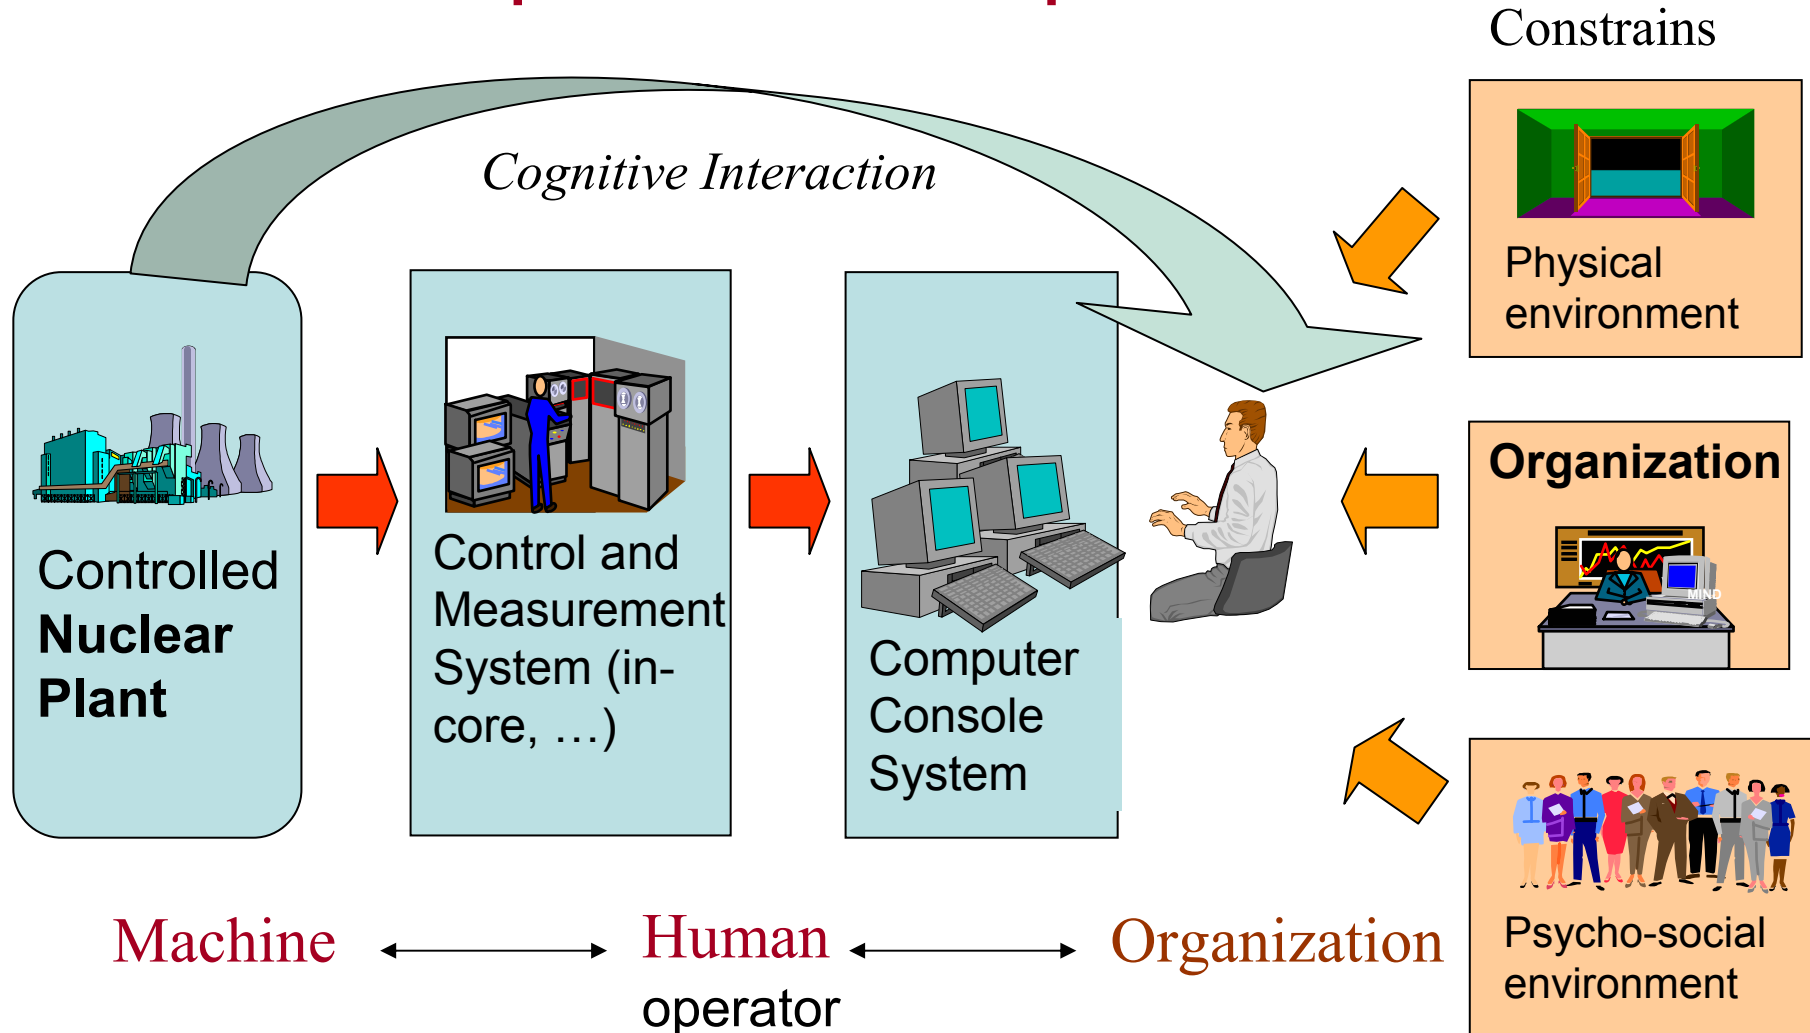 Constrains
Cognitive Interaction
Physical
environment
Organization
MIND
Controlled
Nuclear
Plant
Control and
Measurement
System (in-
core, …)
Computer
Console
System
Psycho-social
environment
Machine
Human
operator
Organization